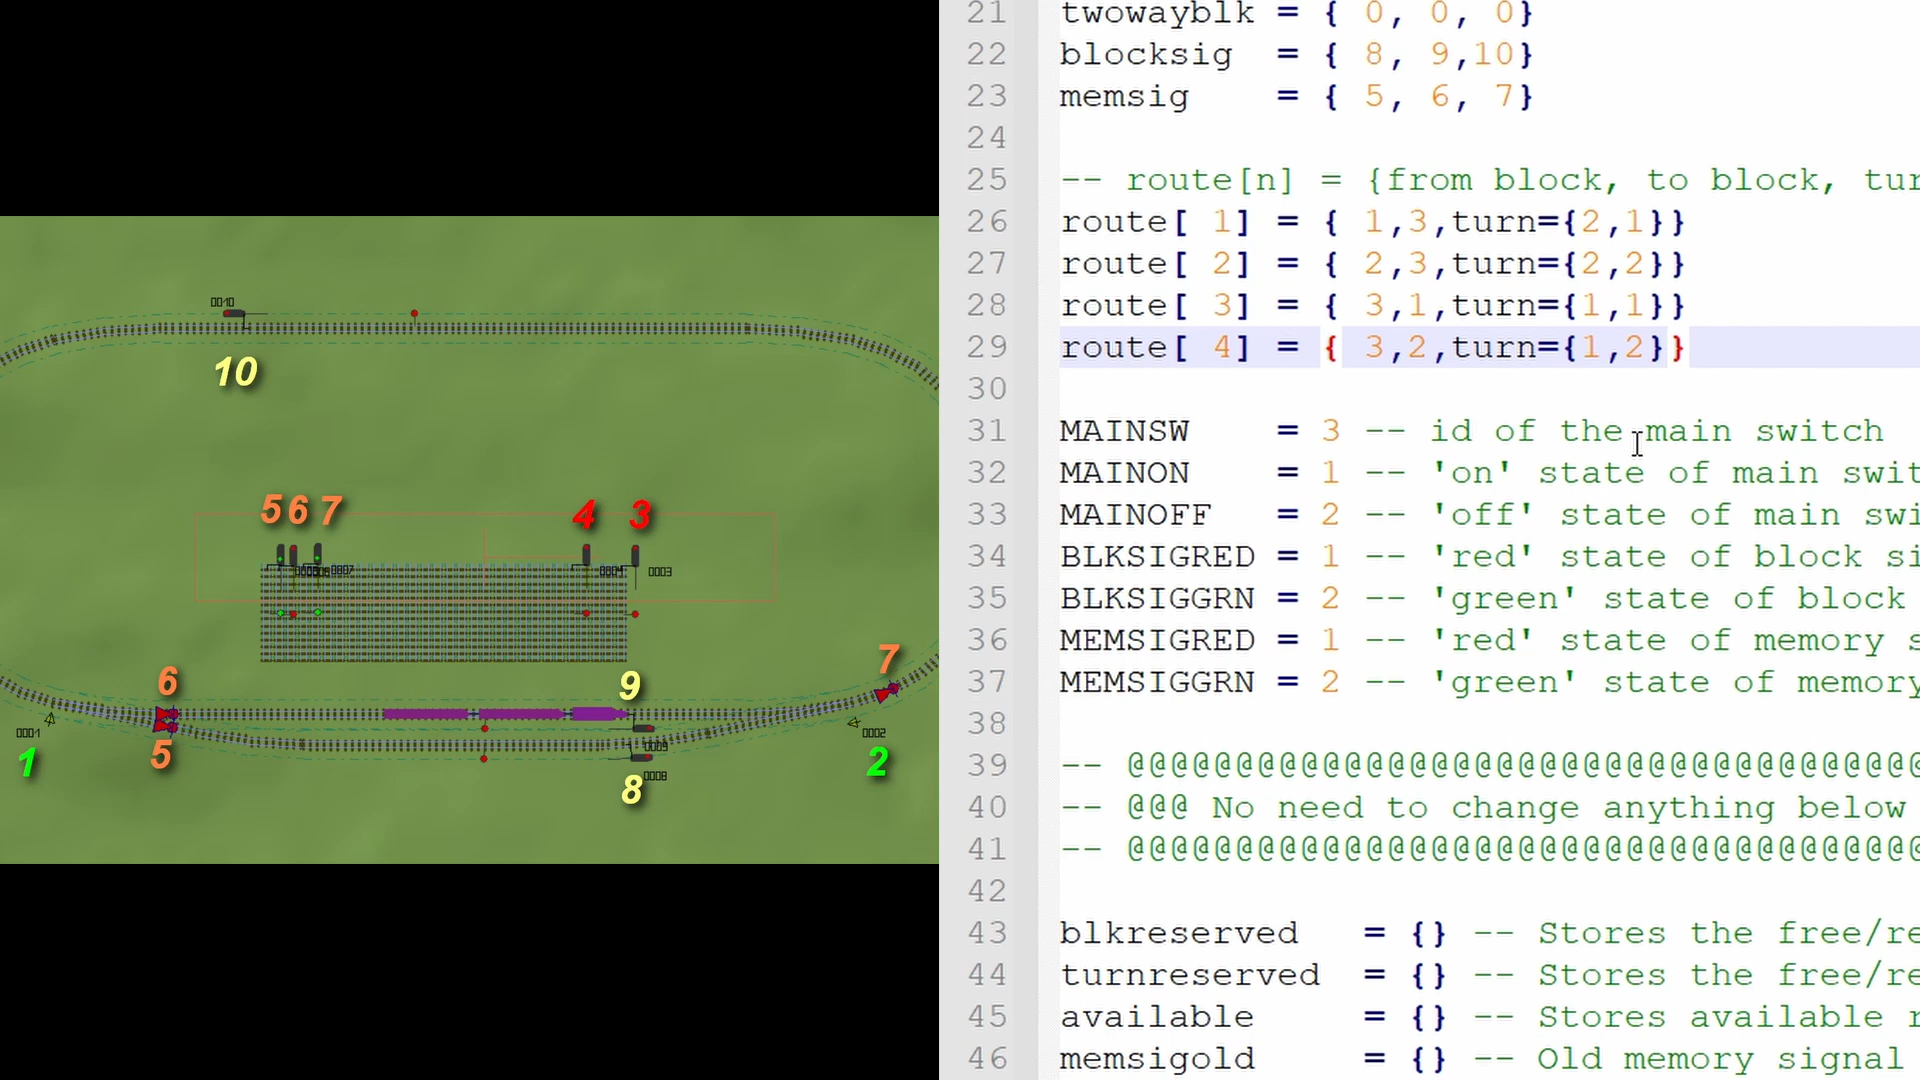 0010
10
5 6 7
4 3
0007
0004
0003
6
9
7
0001
0009
0002
1
5
8
0008
2
21 twowayblk = { 0, 0, 0}
22 blocksig = { 8, 9,10}
23 memsig = { 5, 6, 7}
24
25 -- route[n] = {from block, to block, tur
26 route[ 1] = { 1,3,turn={2,1}}
27 route[ 2] = { 2,3,turn={2,2}}
28 route[ 3] = { 3,1,turn={1,1}}
29 route[ 4] = { 3,2,turn={1,2}}
30
31 MAINSW = 3 -- id of the main switch
32 MAINON = 1 -- 'on' state of main swit
33 MAINOFF = 2 -- 'off' state of main swi
34 BLKSIGRED = 1 -- 'red' state of block si
35 BLKSIGGRN = 2 -- 'green' state of block
36 MEMSIGRED = 1 -- 'red' state of memory s
37 MEMSIGGRN = 2 -- 'green' state of memory
38
39 -- @@@@@@@@@@@@@@@@@@@@@@@@@@@@@@@@@@@@@
40 -- @@@ No need to change anything below
41 -- @@@@@@@@@@@@@@@@@@@@@@@@@@@@@@@@@@@@@
42
43 blkreserved = {} -- Stores the free/re
44 turnreserved = {} -- Stores the free/re
45 available = {} -- Stores available r
46 memsigold = {} -- Old memory signal